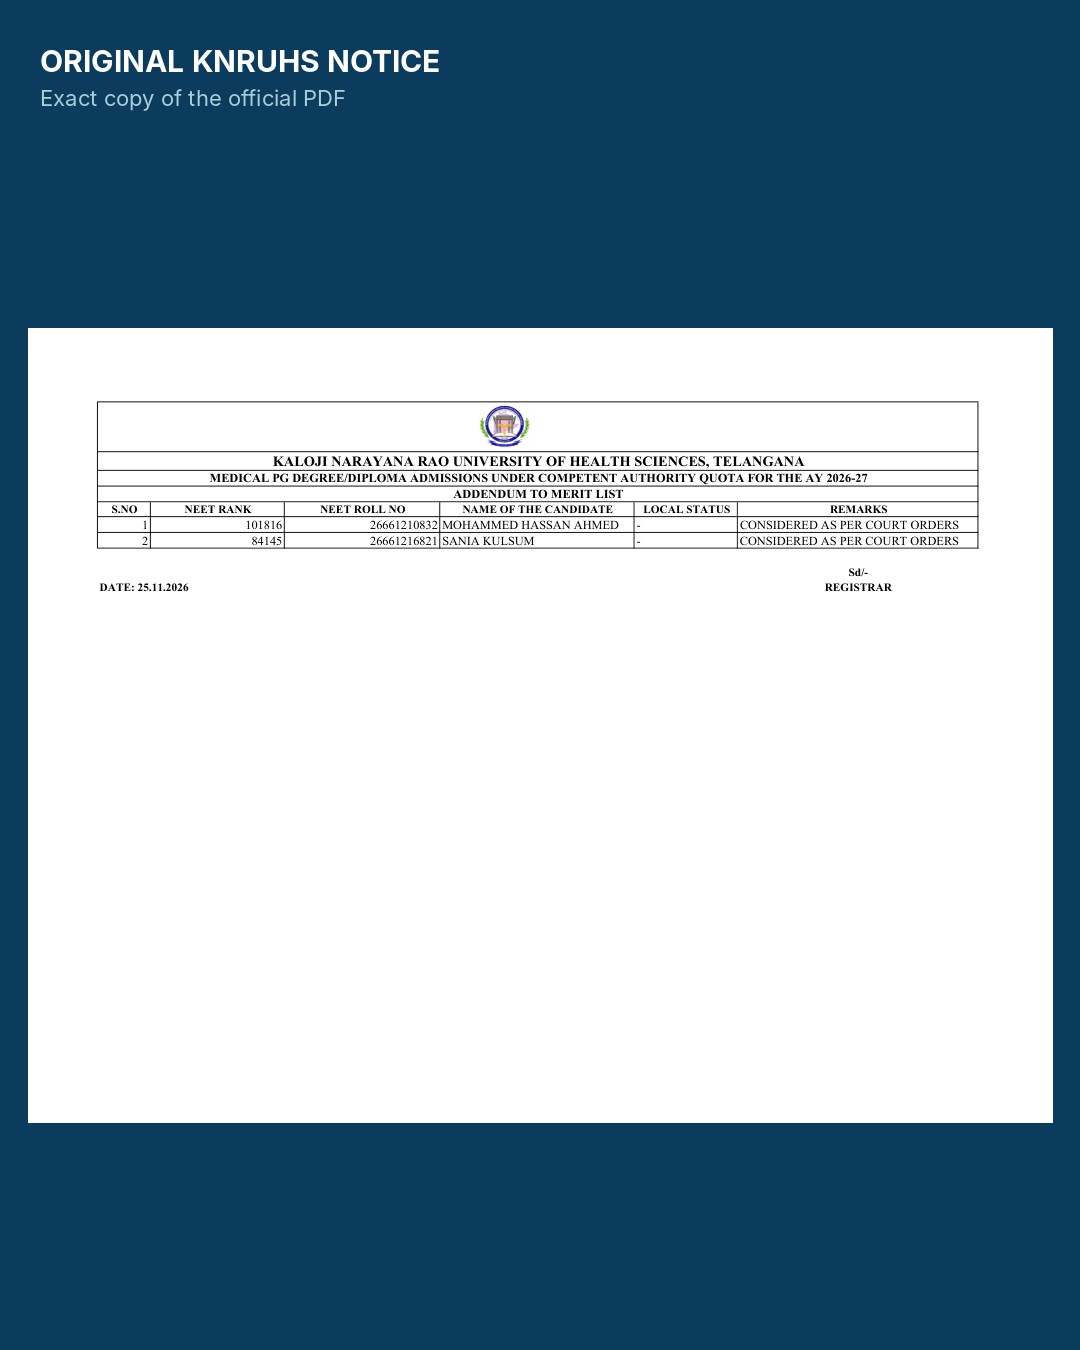 ORIGINAL KNRUHS NOTICE
Exact copy of the official PDF
KALOJI NARAYANA RAO UNIVERSITY OF HEALTH SCIENCES, TELANGANA
MEDICAL PG DEGREE/DIPLOMA ADMISSIONS UNDER COMPETENT AUTHORITY QUOTA FOR THE AY 2026-27
ADDENDUM TO MERIT LIST
S.NO NEET RANK NEET ROLL NO NAME OF THE CANDIDATE LOCAL STATUS REMARKS
1 101816 26661210832 MOHAMMED HASSAN AHMED - CONSIDERED AS PER COURT ORDERS
2 84145 26661216821 SANIA KULSUM - CONSIDERED AS PER COURT ORDERS
Sd/-
DATE: 25.11.2026 REGISTRAR